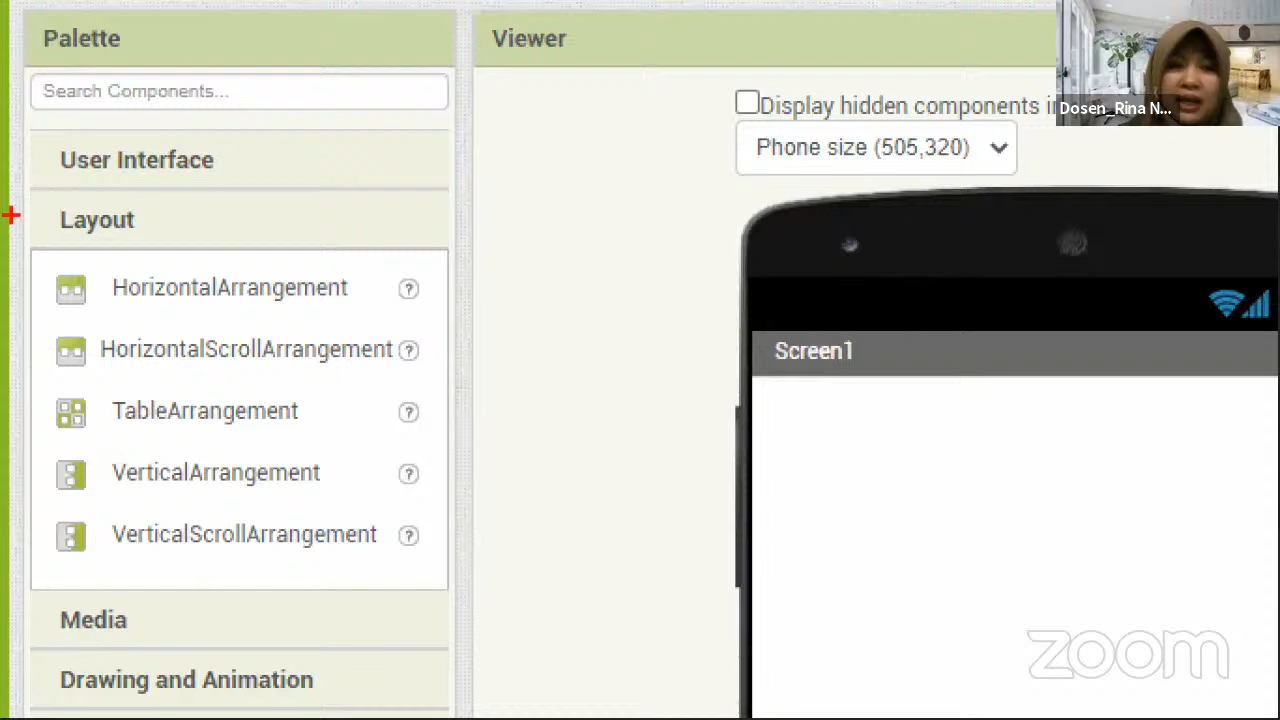 Palette
Search Components...
User Interface
Layout
HorizontalArrangement
HorizontalScrollArrangement
TableArrangement
VerticalArrangement
VerticalScrollArrangement
Media
Drawing and Animation
Viewer
Display hidden components i
Phone size (505,320)
Screen1
Dosen_Rina N...
zoom